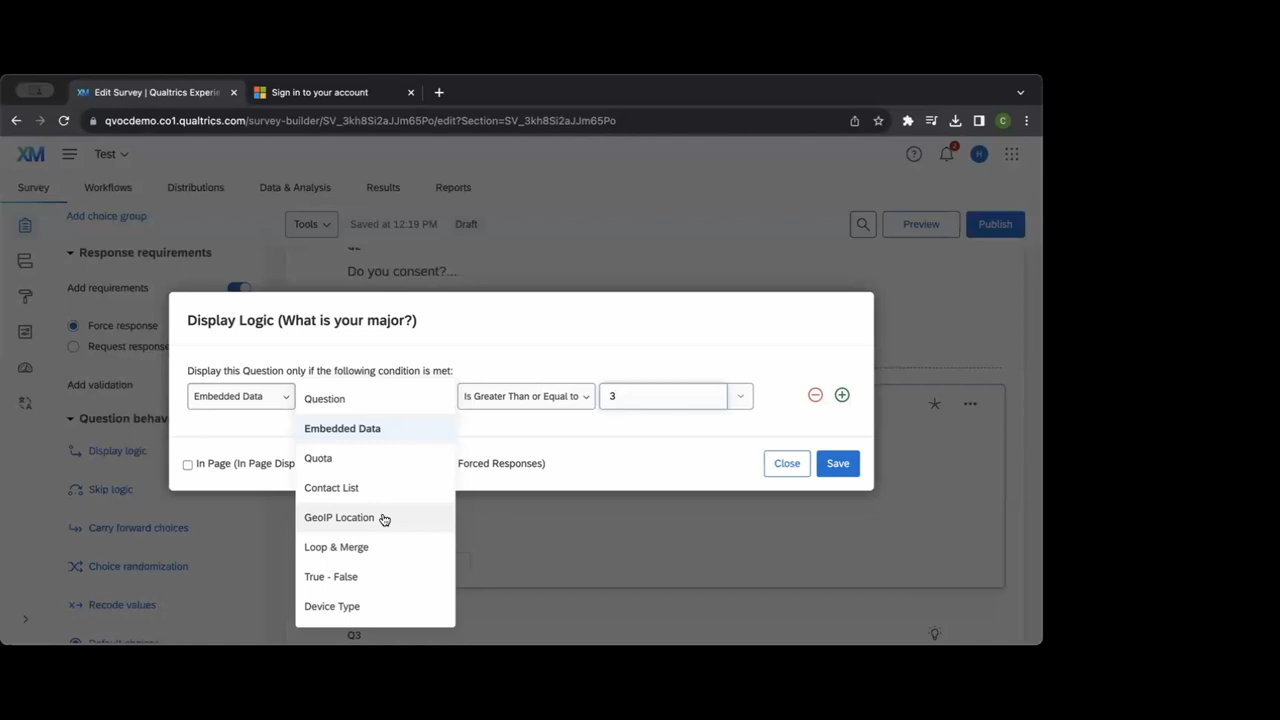 XM Edit Survey | Qualtrics Experie
Sign in to your account
qvocdemo.co1.qualtrics.com/survey-builder/SV_3kh8Si2aJJm65Po/edit?Section=SV_3kh8Si2aJJm65Po
C
XM
Test
2
H
Survey
Workflows
Distributions
Data & Analysis
Results
Reports
Add choice group
Tools
Saved at 12:19 PM
Draft
Preview
Publish
Response requirements
Do you consent?...
Add requirements
Force response
Request response
Add validation
Question behav
Display logic
Skip logic
Carry forward choices
Choice randomization
Recode values
Default choices
Display Logic (What is your major?)
Display this Question only if the following condition is met:
Embedded Data
Question
Is Greater Than or Equal to
3
Embedded Data
Quota
In Page (In Page Disp
Forced Responses)
Close
Save
Contact List
GeoIP Location
Loop & Merge
True - False
Device Type
Q3